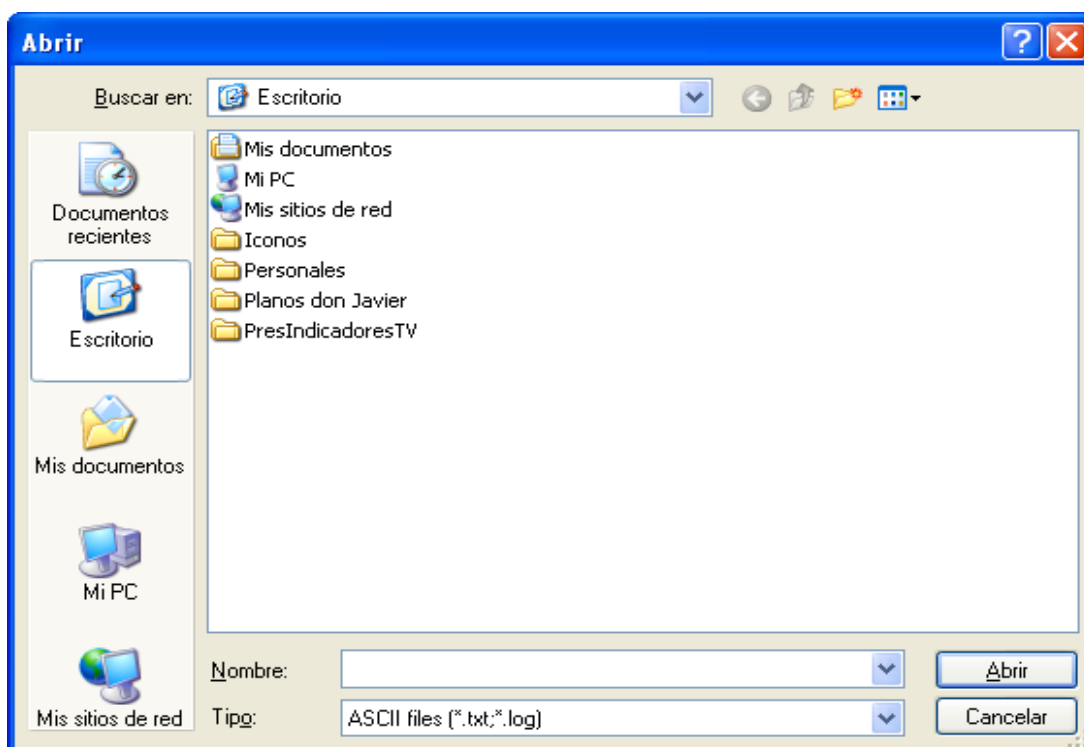 Abrir
Buscar en: Escritorio
Documentos
recientes
Escritorio
Mis documentos
Mi PC
Mis sitios de red
Mis documentos
Mi PC
Mis sitios de red
Iconos
Personales
Planos don Javier
PresIndicadoresTV
Nombre:
Abrir
Tipo: ASCII files (*.txt;*.log)
Cancelar